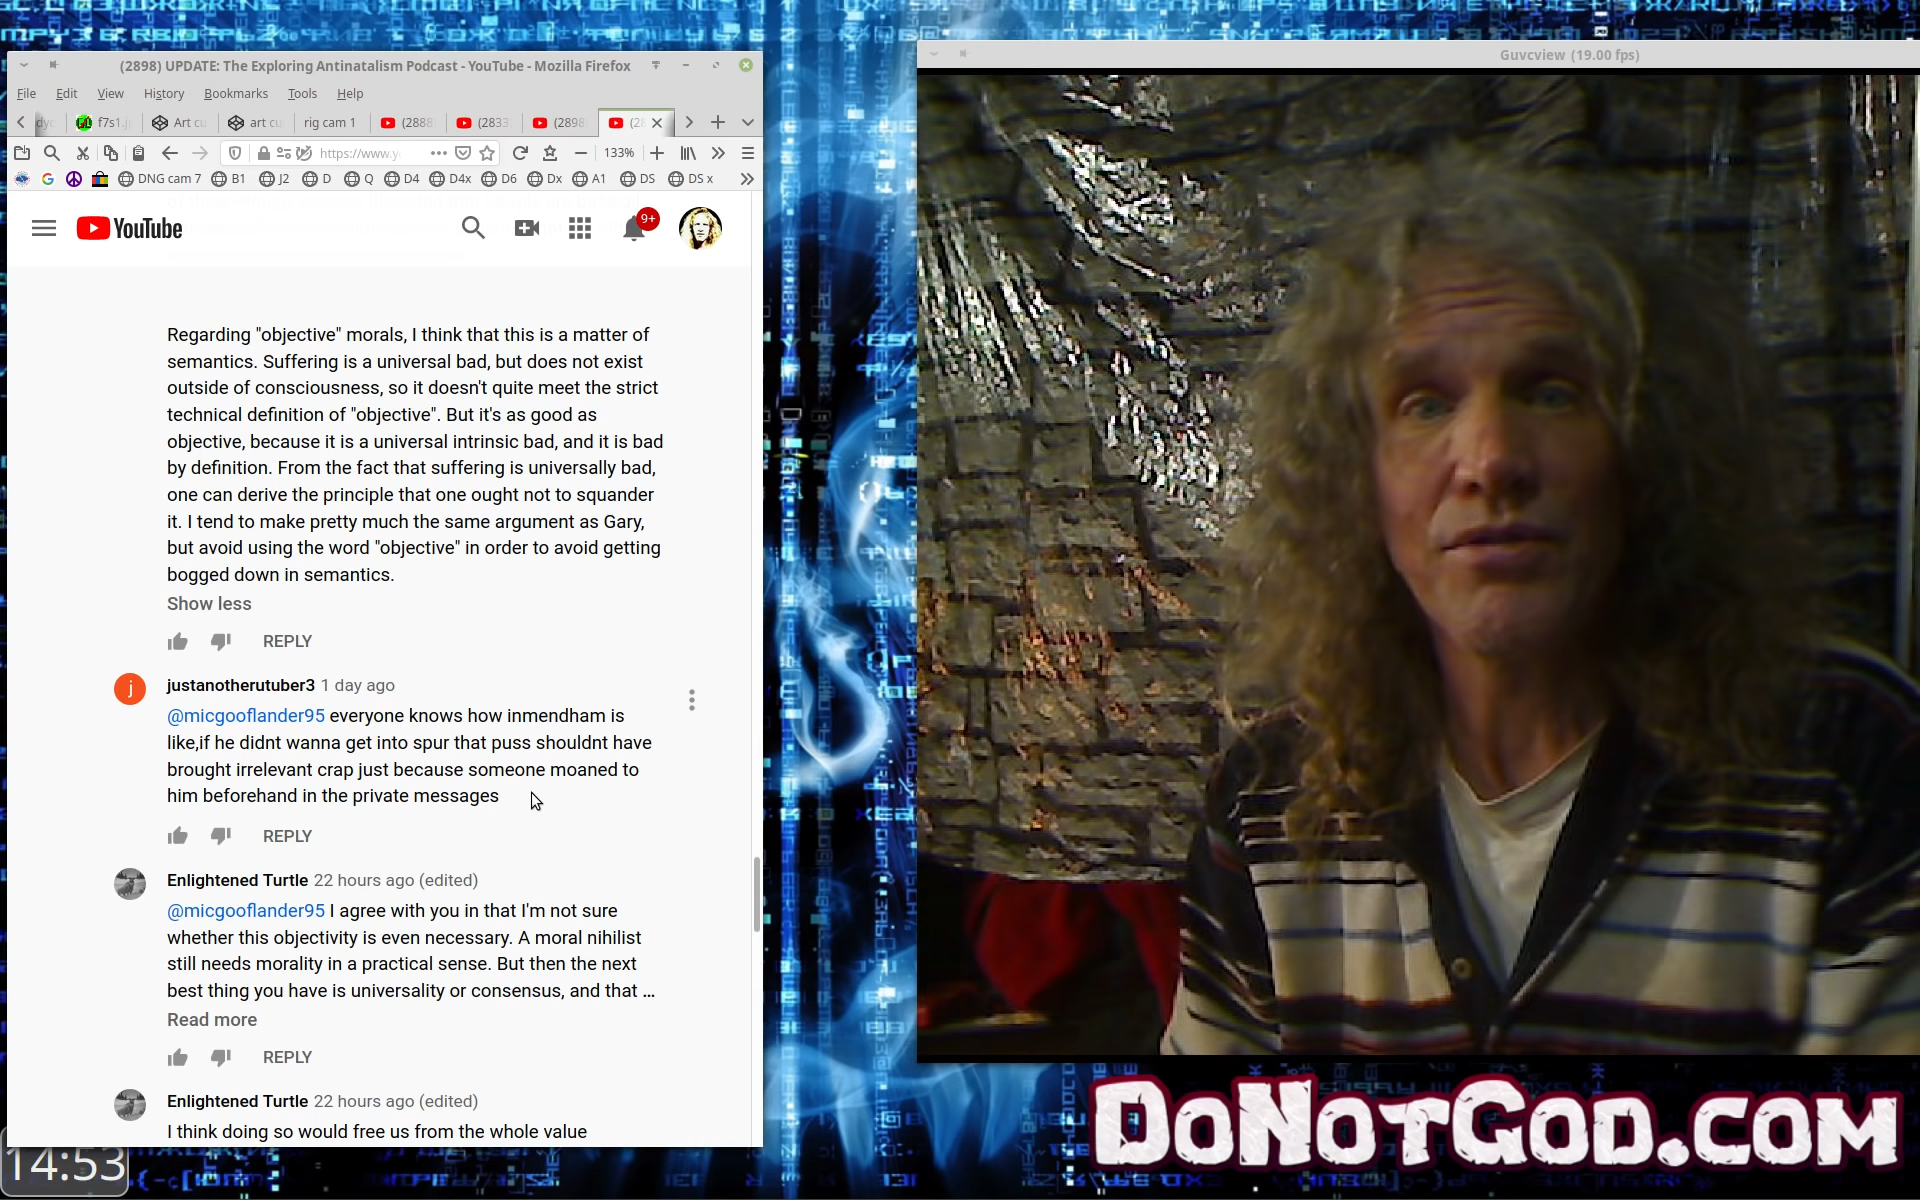 (2898) UPDATE: The Exploring Antinatalism Podcast - YouTube - Mozilla Firefox
File Edit View History Bookmarks Tools Help
f7s1.j Art cu art cu rig cam 1 (2888 (2833 (2898 (28
https://www.y 133%
DNG cam 7 B1 J2 D Q D4 D4x D6 Dx A1 DS DS x
YouTube 9+
Regarding "objective" morals, I think that this is a matter of
semantics. Suffering is a universal bad, but does not exist
outside of consciousness, so it doesn't quite meet the strict
technical definition of "objective". But it's as good as
objective, because it is a universal intrinsic bad, and it is bad
by definition. From the fact that suffering is universally bad,
one can derive the principle that one ought not to squander
it. I tend to make pretty much the same argument as Gary,
but avoid using the word "objective" in order to avoid getting
bogged down in semantics.
Show less
REPLY
j
justanotherutuber3 1 day ago
@micgooflander95 everyone knows how inmendham is
like,if he didnt wanna get into spur that puss shouldnt have
brought irrelevant crap just because someone moaned to
him beforehand in the private messages
REPLY
Enlightened Turtle 22 hours ago (edited)
@micgooflander95 I agree with you in that I'm not sure
whether this objectivity is even necessary. A moral nihilist
still needs morality in a practical sense. But then the next
best thing you have is universality or consensus, and that ...
Read more
REPLY
Enlightened Turtle 22 hours ago (edited)
I think doing so would free us from the whole value
14:53
Guvcview (19.00 fps)
DoNotGod.com